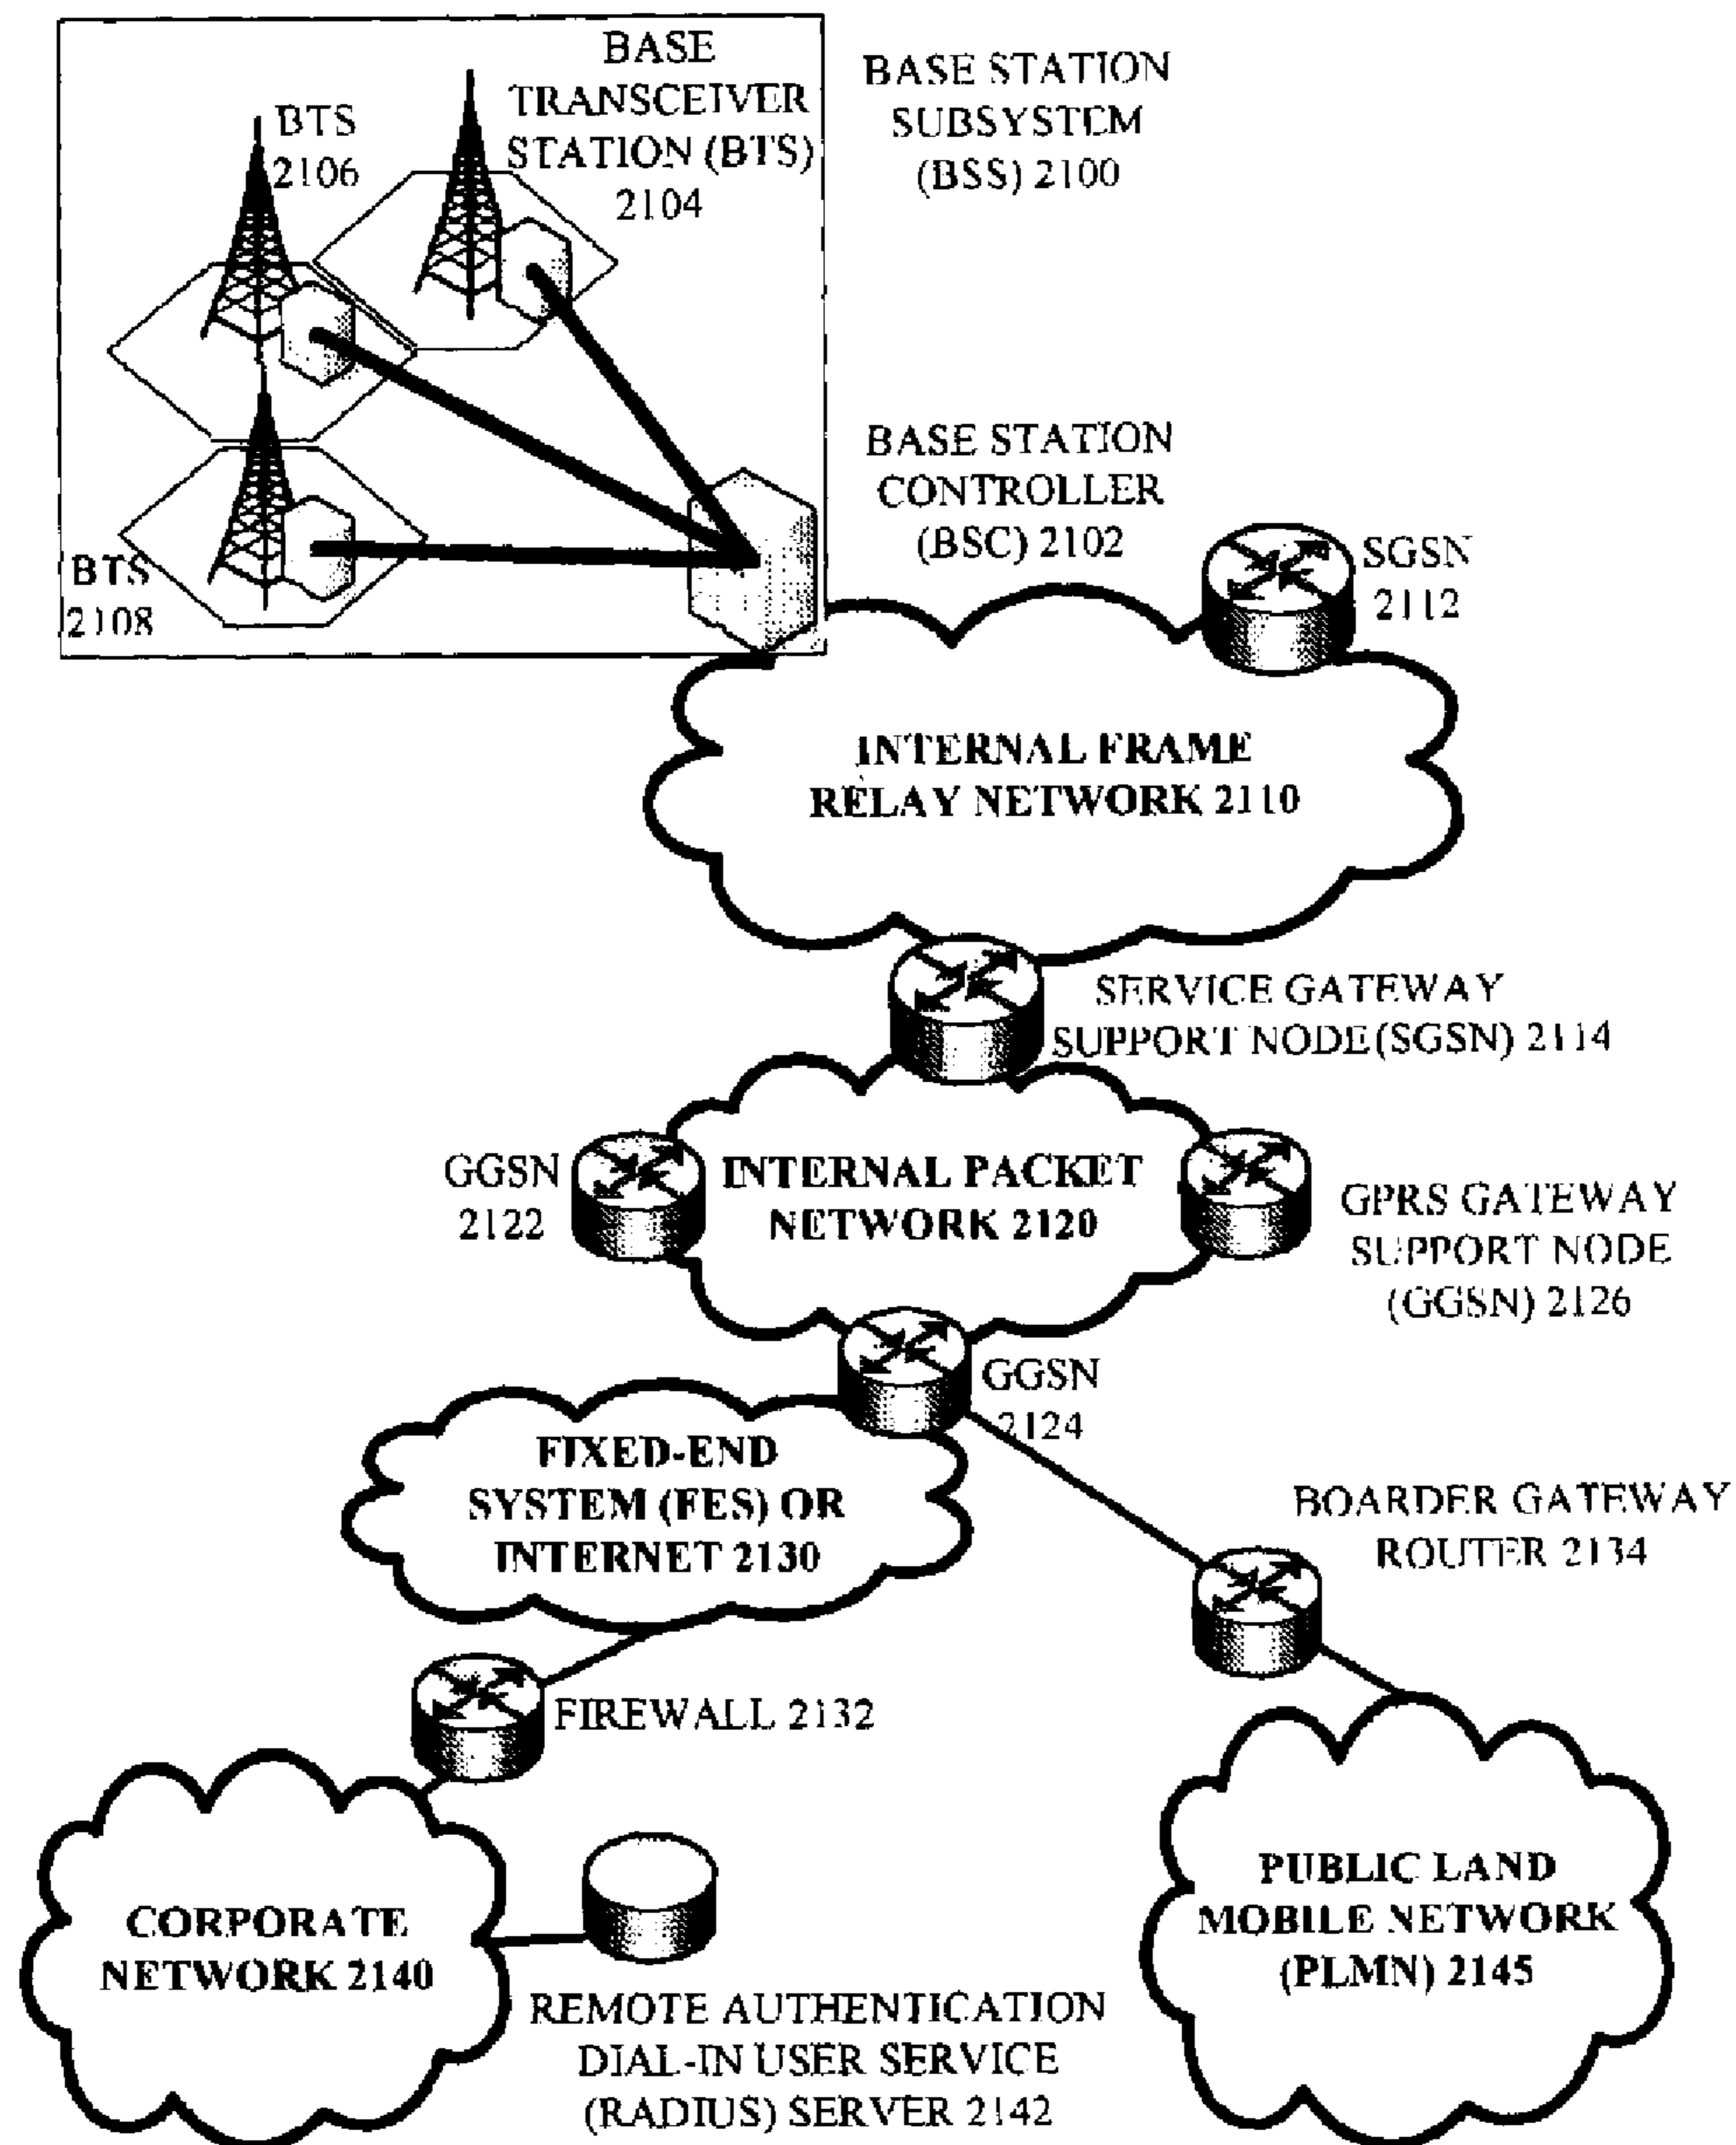 BASE
TRANSCEIVER
STATION (BTS)
2104
BTS
2106
BTS
2108
BASE STATION
SUBSYSTEM
(BSS) 2100
BASE STATION
CONTROLLER
(BSC) 2102
SGSN
2112
INTERNAL FRAME
RELAY NETWORK 2110
SERVICE GATEWAY
SUPPORT NODE(SGSN) 2114
GGSN
2122
INTERNAL PACKET
NETWORK 2120
GPRS GATEWAY
SUPPORT NODE
(GGSN) 2126
GGSN
2124
FIXED-END
SYSTEM (FES) OR
INTERNET 2130
BOARDER GATEWAY
ROUTER 2134
FIREWALL 2132
CORPORATE
NETWORK 2140
REMOTE AUTHENTICATION
DIAL-IN USER SERVICE
(RADIUS) SERVER 2142
PUBLIC LAND
MOBILE NETWORK
(PLMN) 2145